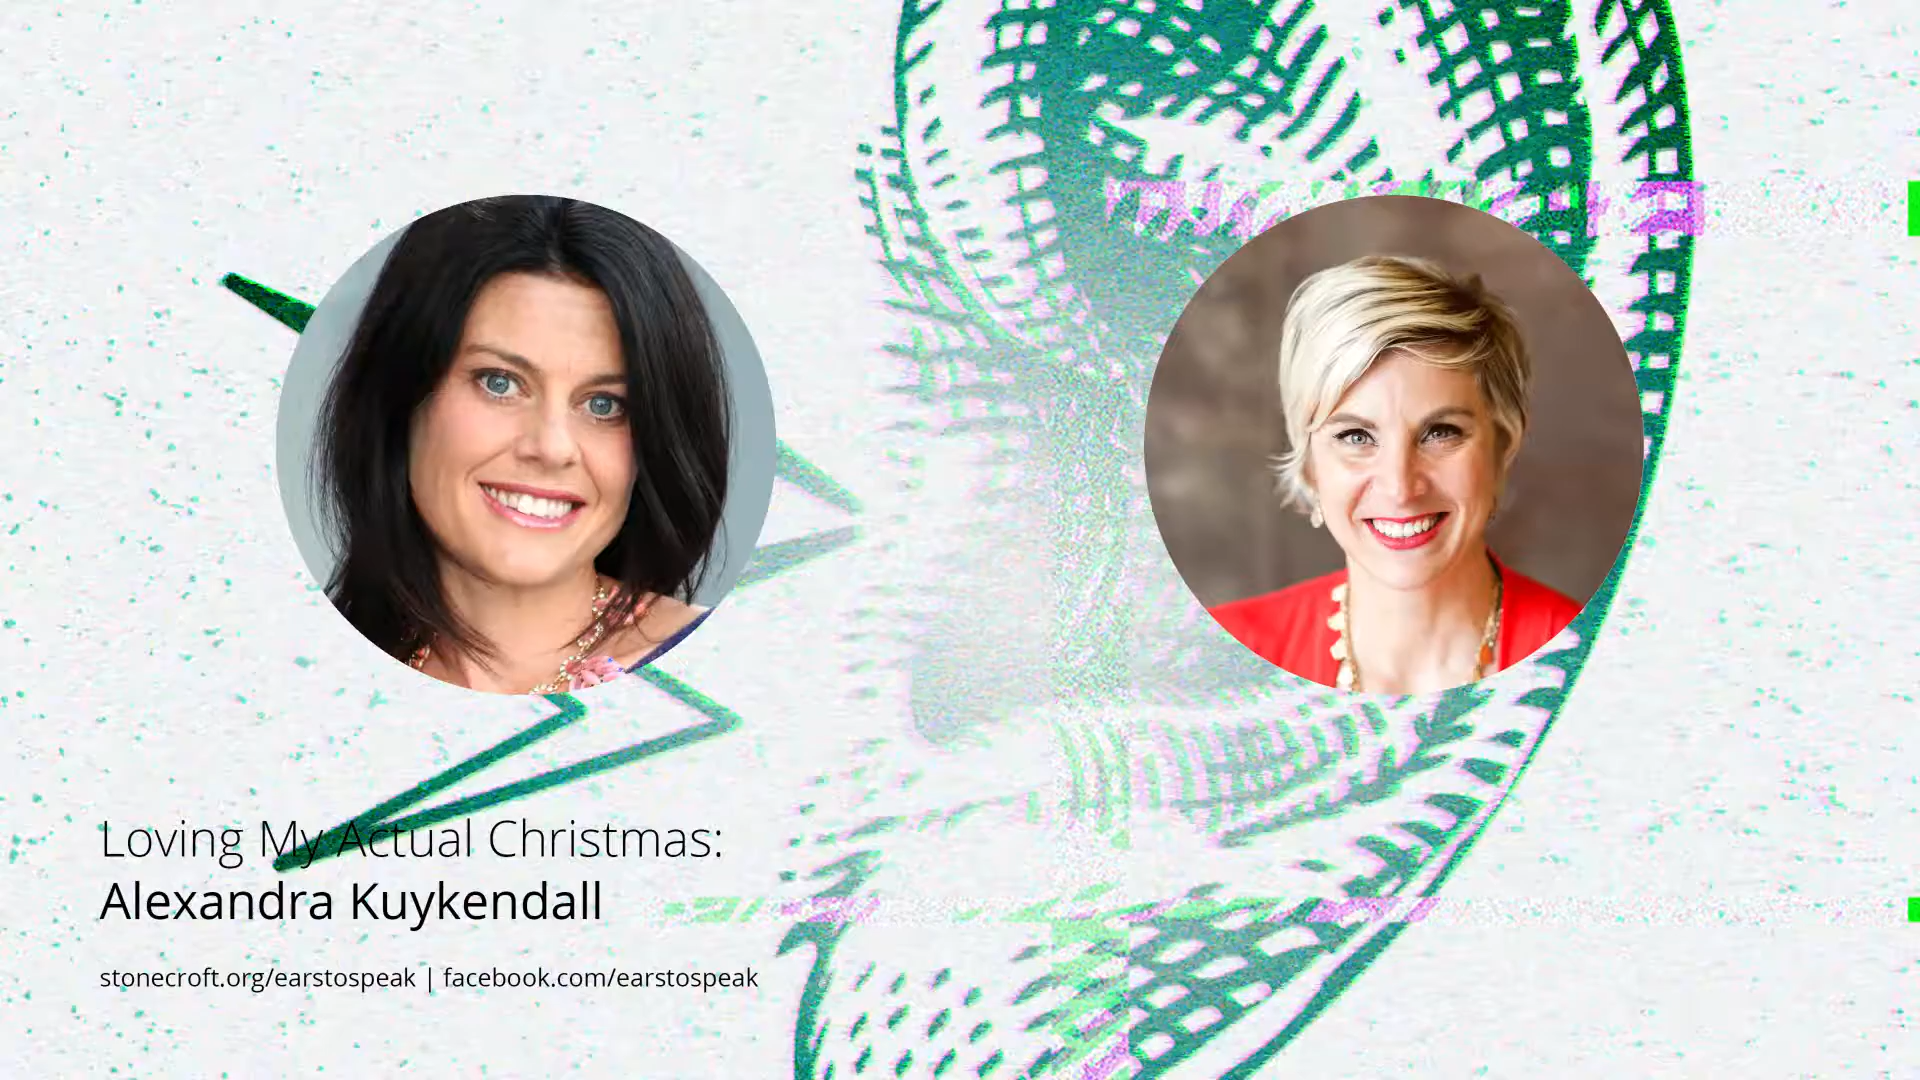 Loving My Actual Christmas:
Alexandra Kuykendall
stonecroft.org/earstospeak | facebook.com/earstospeak